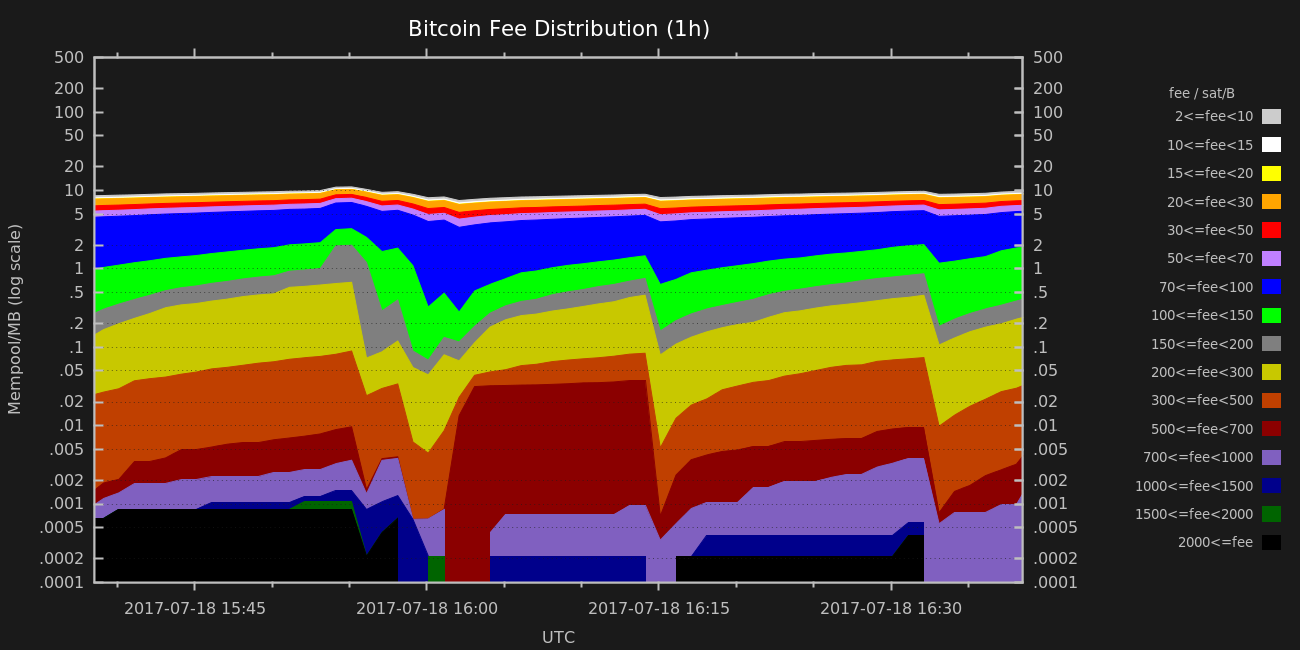 Bitcoin Fee Distribution (1h)
Mempool/MB (log scale)
500
200
100
50
20
10
5
2
1
.5
.2
.1
.05
.02
.01
.005
.002
.001
.0005
.0002
.0001
500
200
100
50
20
10
5
2
1
.5
.2
.1
.05
.02
.01
.005
.002
.001
.0005
.0002
.0001
2017-07-18 15:45
2017-07-18 16:00
2017-07-18 16:15
2017-07-18 16:30
UTC
fee / sat/B
2<=fee<10
10<=fee<15
15<=fee<20
20<=fee<30
30<=fee<50
50<=fee<70
70<=fee<100
100<=fee<150
150<=fee<200
200<=fee<300
300<=fee<500
500<=fee<700
700<=fee<1000
1000<=fee<1500
1500<=fee<2000
2000<=fee